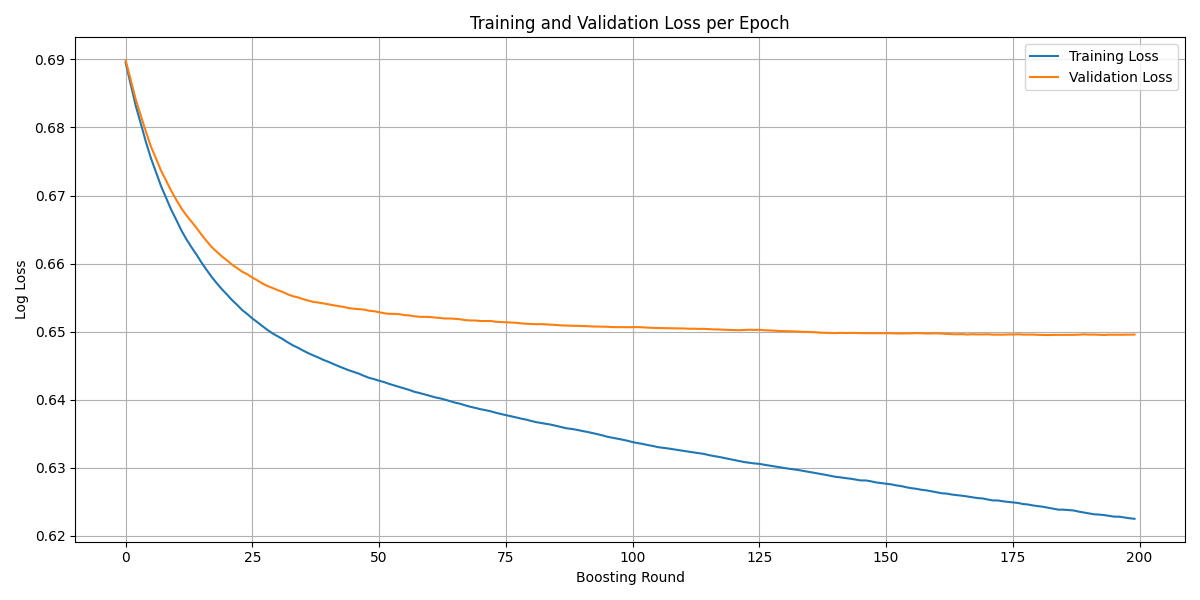 Training and Validation Loss per Epoch
Training Loss
Validation Loss
Log Loss
0.69
0.68
0.67
0.66
0.65
0.64
0.63
0.62
0 25 50 75 100 125 150 175 200
Boosting Round